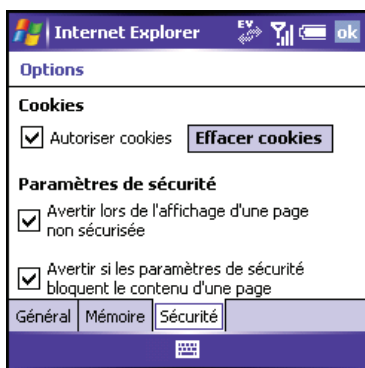 Internet Explorer EV ok
Options
Cookies
Autoriser cookies Effacer cookies
Paramètres de sécurité
Avertir lors de l'affichage d'une page
non sécurisée
Avertir si les paramètres de sécurité
bloquent le contenu d'une page
Général Mémoire Sécurité